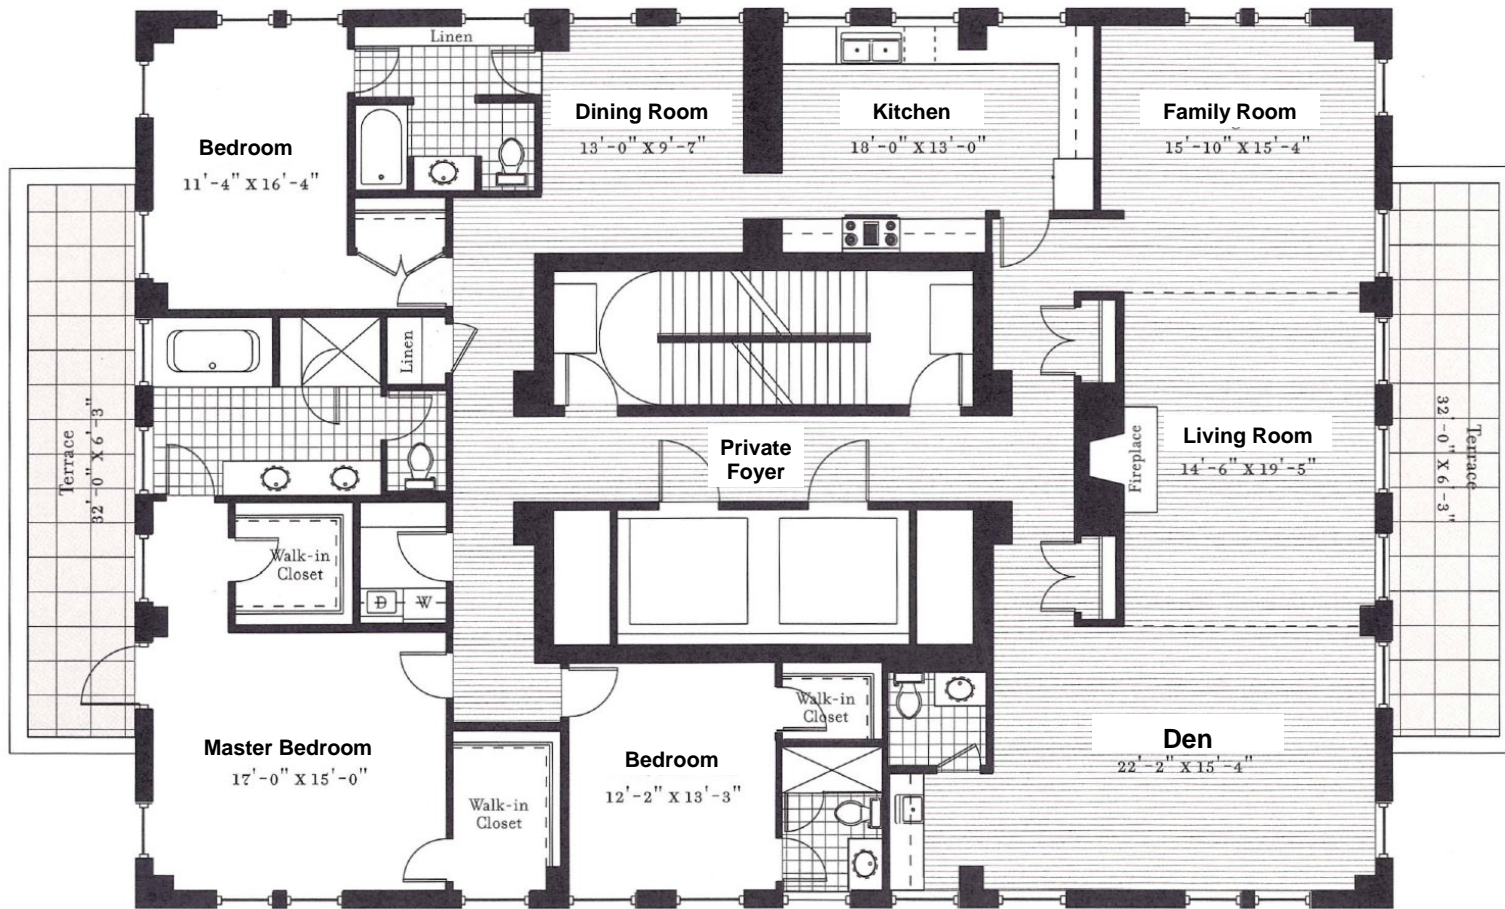 Linen
Dining Room
13'-0" X 9'-7"
Kitchen
18'-0" X 13'-0"
Family Room
15'-10" X 15'-4"
Bedroom
11'-4" X 16'-4"
Linen
Terrace
32'-0" X 6'-3"
Private
Foyer
Living Room
14'-6" X 19'-5"
Fireplace
Terrace
32'-0" X 6'-3"
Walk-in
Closet
D
W
Master Bedroom
17'-0" X 15'-0"
Walk-in
Closet
Bedroom
12'-2" X 13'-3"
Walk-in
Closet
Den
22'-2" X 15'-4"